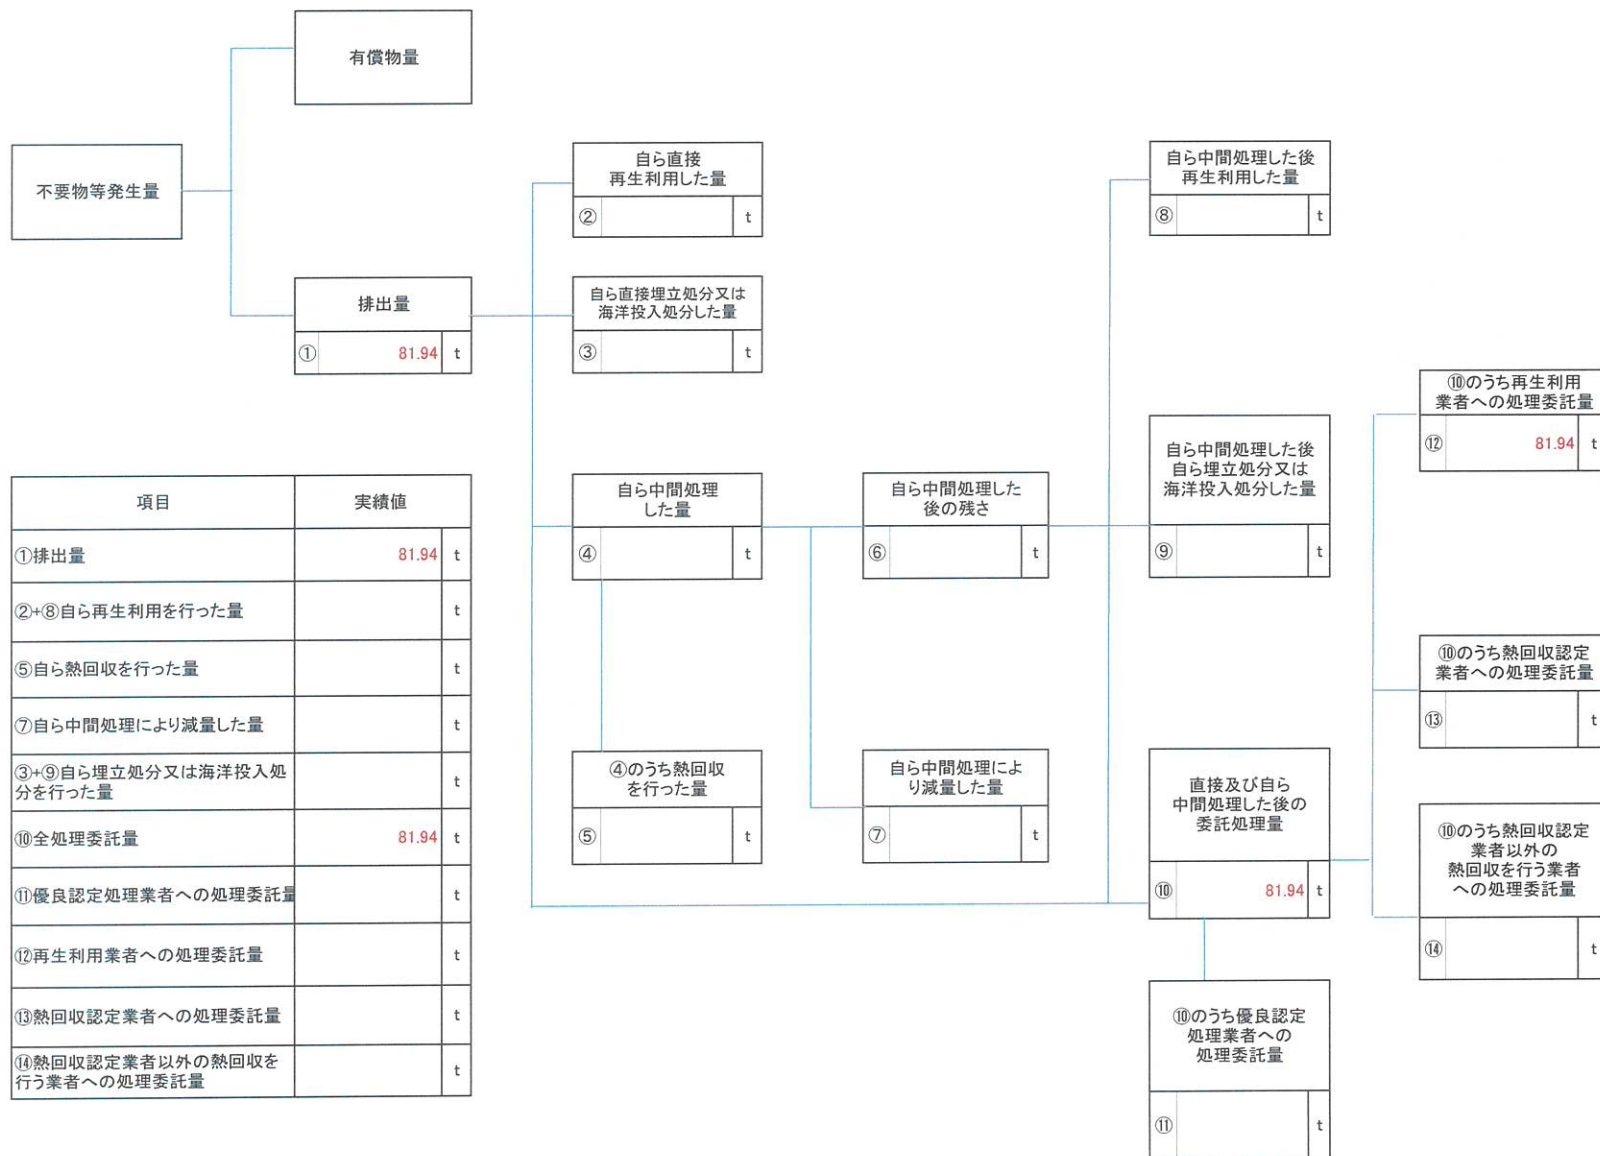 有償物量
不要物等発生量
排出量
① 81.94 t
自ら直接
再生利用した量
② t
自ら直接埋立処分又は
海洋投入処分した量
③ t
自ら中間処理
した量
④ t
④のうち熱回収
を行った量
⑤ t
自ら中間処理した
後の残さ
⑥ t
自ら中間処理によ
り減量した量
⑦ t
自ら中間処理した後
再生利用した量
⑧ t
自ら中間処理した後
自ら埋立処分又は
海洋投入処分した量
⑨ t
直接及び自ら
中間処理した後の
委託処理量
⑩ 81.94 t
⑩のうち優良認定
処理業者への
処理委託量
⑪ t
⑩のうち再生利用
業者への処理委託量
⑫ 81.94 t
⑩のうち熱回収認定
業者への処理委託量
⑬ t
⑩のうち熱回収認定
業者以外の
熱回収を行う業者
への処理委託量
⑭ t
項目 実績値
①排出量 81.94 t
②+⑧自ら再生利用を行った量 t
⑤自ら熱回収を行った量 t
⑦自ら中間処理により減量した量 t
③+⑨自ら埋立処分又は海洋投入処
分を行った量 t
⑩全処理委託量 81.94 t
⑪優良認定処理業者への処理委託量 t
⑫再生利用業者への処理委託量 t
⑬熱回収認定業者への処理委託量 t
⑭熱回収認定業者以外の熱回収を
行う業者への処理委託量 t